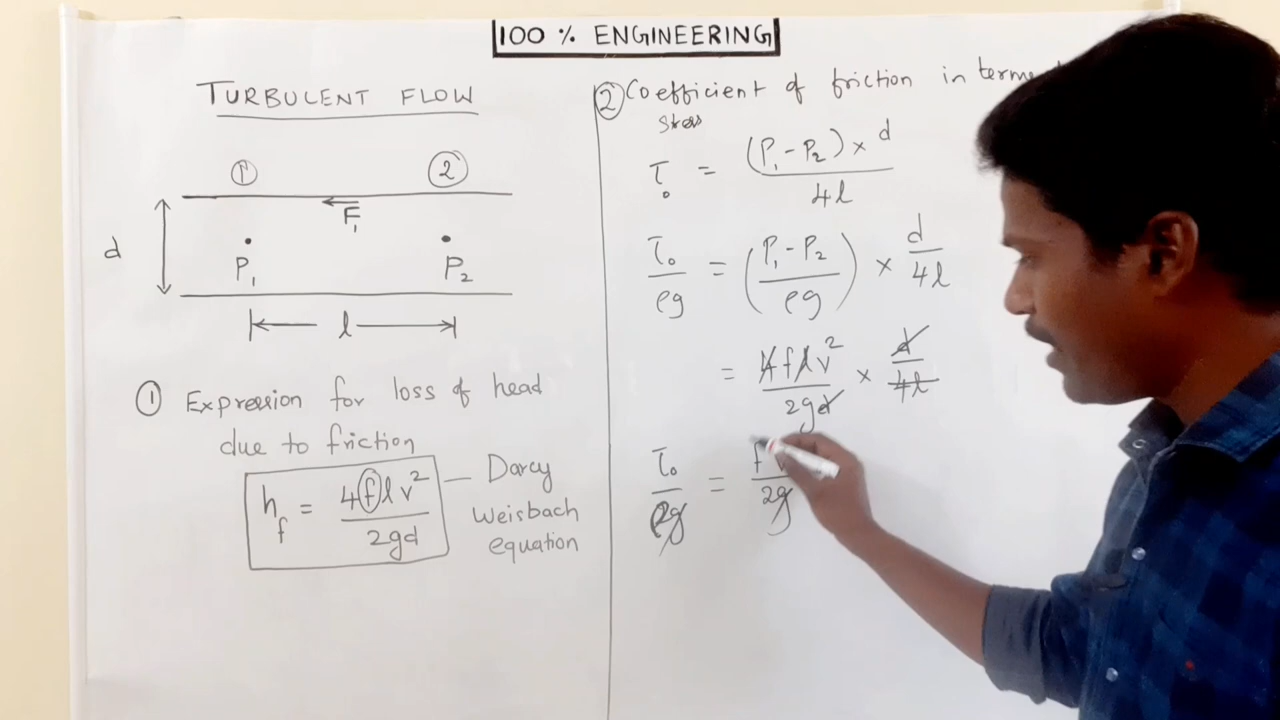 100 % ENGINEERING
TURBULENT FLOW
① ②
F₁
d
P₁ P₂
l
① Expression for loss of head
due to friction
h_f = 4flv²/2gd — Darcy
Weisbach
equation
② Coefficient of friction in terms
stress
τ₀ = (P₁ - P₂) × d / 4l
τ₀/ρg = (P₁ - P₂ / ρg) × d/4l
= 4flv²/2gd × d/4l
τ₀/ρg = f v / 2g